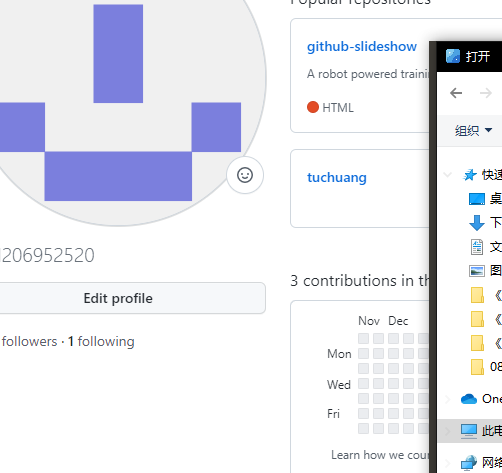 Popular repositories
github-slideshow
A robot powered traini
HTML
tuchuang
206952520
Edit profile
followers · 1 following
3 contributions in th
Nov Dec
Mon
Wed
Fri
Learn how we coun
打开
组织
快速
桌
下
文
图
《
《
《
08
One
此电
网络